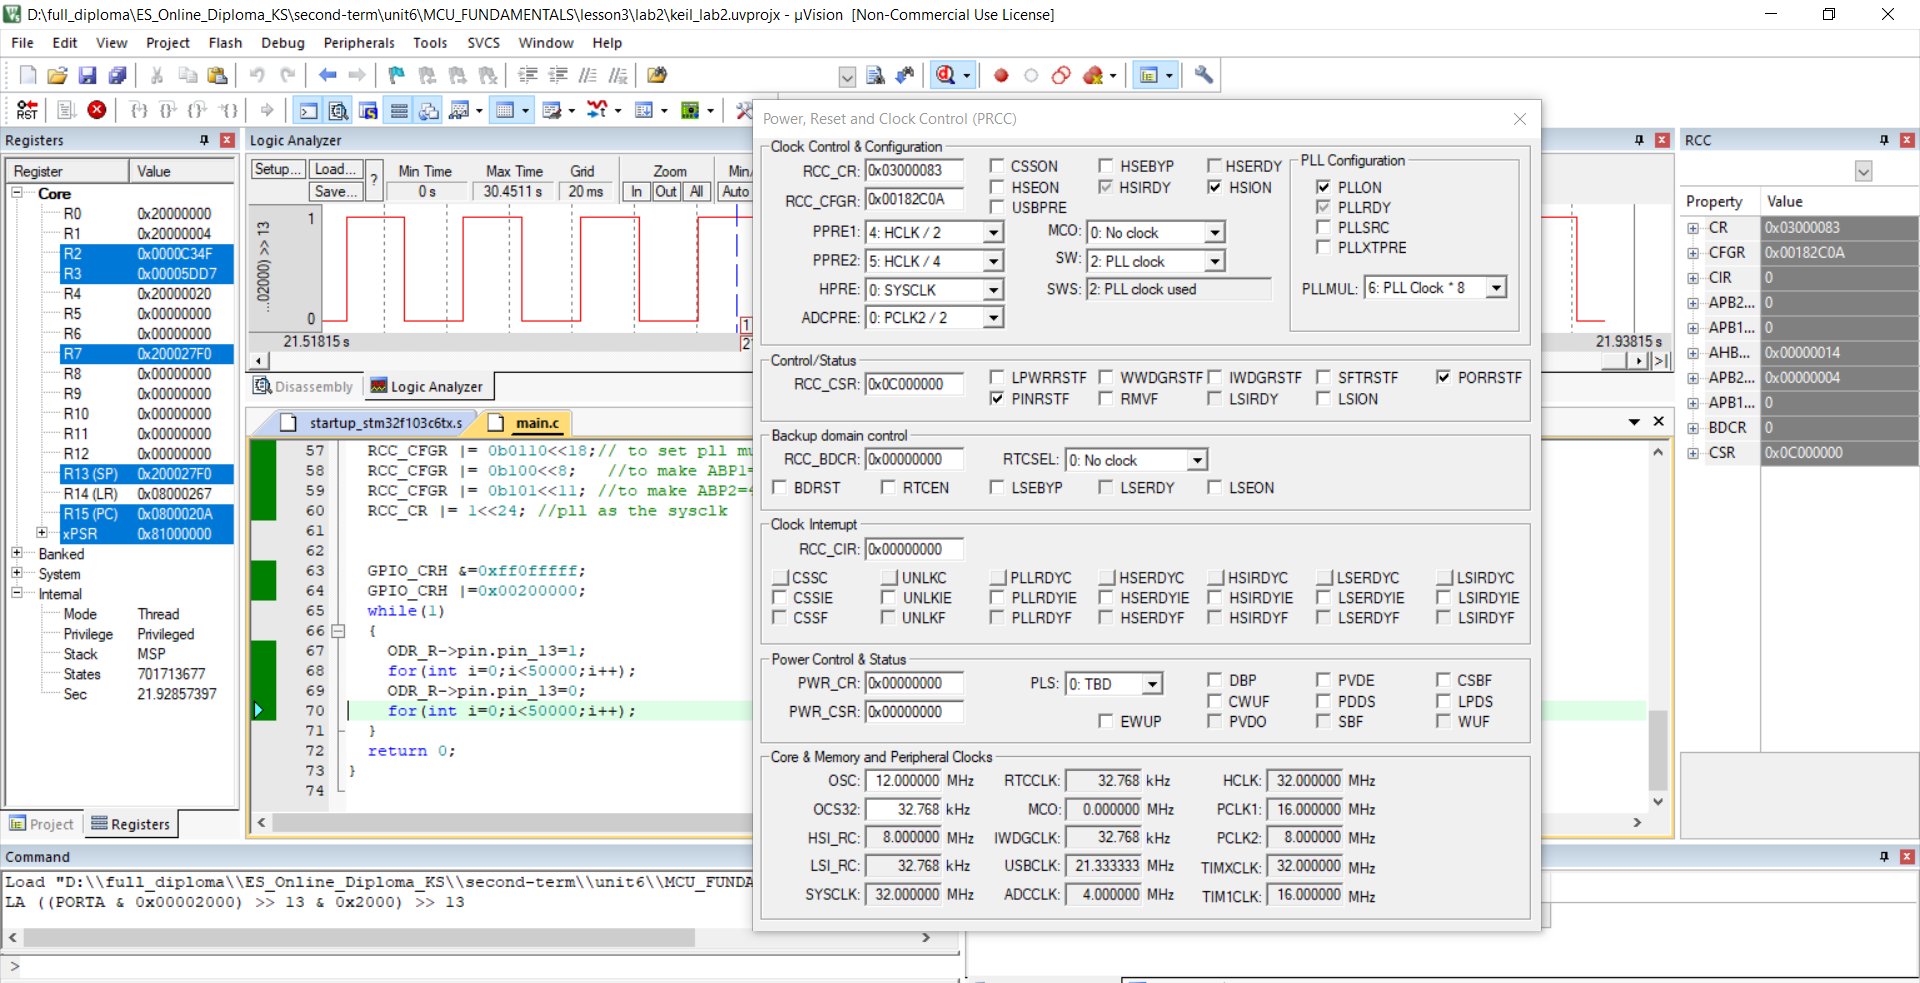 D:\full_diploma\ES_Online_Diploma_KS\second-term\unit6\MCU_FUNDAMENTALS\lesson3\lab2\keil_lab2.uvprojx - µVision  [Non-Commercial Use License]
File Edit View Project Flash Debug Peripherals Tools SVCS Window Help
RST
Registers
Register Value
Core
R0 0x20000000
R1 0x20000004
R2 0x0000C34F
R3 0x00005DD7
R4 0x20000020
R5 0x00000000
R6 0x00000000
R7 0x200027F0
R8 0x00000000
R9 0x00000000
R10 0x00000000
R11 0x00000000
R12 0x00000000
R13 (SP) 0x200027F0
R14 (LR) 0x08000267
R15 (PC) 0x0800020A
xPSR 0x81000000
Banked
System
Internal
Mode Thread
Privilege Privileged
Stack MSP
States 701713677
Sec 21.92857397
Project Registers
Logic Analyzer
Setup... Load... ? Min Time Max Time Grid Zoom
Save... 0 s 30.4511 s 20 ms In Out All Auto
1
...02000) >> 13
0
1
21.51815 s 21.93815 s
Disassembly Logic Analyzer
startup_stm32f103c6tx.s main.c
57 RCC_CFGR |= 0b0110<<18;// to set pll
58 RCC_CFGR |= 0b100<<8;   //to make ABP1=
59 RCC_CFGR |= 0b101<<11; //to make ABP2=
60 RCC_CR |= 1<<24; //pll as the sysclk
61
62
63 GPIO_CRH &=0xff0fffff;
64 GPIO_CRH |=0x00200000;
65 while(1)
66 {
67 ODR_R->pin.pin_13=1;
68 for(int i=0;i<50000;i++);
69 ODR_R->pin.pin_13=0;
70 for(int i=0;i<50000;i++);
71 }
72 return 0;
73 }
74
Power, Reset and Clock Control (PRCC)
Clock Control & Configuration
RCC_CR: 0x03000083 CSSON HSEBYP HSERDY
HSEON HSIRDY HSION
RCC_CFGR: 0x00182C0A USBPRE
PPRE1: 4: HCLK / 2 MCO: 0: No clock
PPRE2: 5: HCLK / 4 SW: 2: PLL clock
HPRE: 0: SYSCLK SWS: 2: PLL clock used
ADCPRE: 0: PCLK2 / 2
PLL Configuration
PLLON
PLLRDY
PLLSRC
PLLXTPRE
PLLMUL: 6: PLL Clock * 8
Control/Status
RCC_CSR: 0x0C000000 LPWRRSTF WWDGRSTF IWDGRSTF SFTRSTF PORRSTF
PINRSTF RMVF LSIRDY LSION
Backup domain control
RCC_BDCR: 0x00000000 RTCSEL: 0: No clock
BDRST RTCEN LSEBYP LSERDY LSEON
Clock Interrupt
RCC_CIR: 0x00000000
CSSC UNLKC PLLRDYC HSERDYC HSIRDYC LSERDYC LSIRDYC
CSSIE UNLKIE PLLRDYIE HSERDYIE HSIRDYIE LSERDYIE LSIRDYIE
CSSF UNLKF PLLRDYF HSERDYF HSIRDYF LSERDYF LSIRDYF
Power Control & Status
PWR_CR: 0x00000000 PLS: 0: TBD DBP PVDE CSBF
CWUF PDDS LPDS
PWR_CSR: 0x00000000 EWUP PVDO SBF WUF
Core & Memory and Peripheral Clocks
OSC: 12.000000 MHz RTCCLK: 32.768 kHz HCLK: 32.000000 MHz
OCS32: 32.768 kHz MCO: 0.000000 MHz PCLK1: 16.000000 MHz
HSI_RC: 8.000000 MHz IWDGCLK: 32.768 kHz PCLK2: 8.000000 MHz
LSI_RC: 32.768 kHz USBCLK: 21.333333 MHz TIMXCLK: 32.000000 MHz
SYSCLK: 32.000000 MHz ADCCLK: 4.000000 MHz TIM1CLK: 16.000000 MHz
RCC
Property Value
CR 0x03000083
CFGR 0x00182C0A
CIR 0
APB2... 0
APB1... 0
AHB... 0x00000014
APB2... 0x00000004
APB1... 0
BDCR 0
CSR 0x0C000000
Command
Load "D:\\full_diploma\\ES_Online_Diploma_KS\\second-term\\unit6\\MCU_FUNDA
LA ((PORTA & 0x00002000) >> 13 & 0x2000) >> 13
>